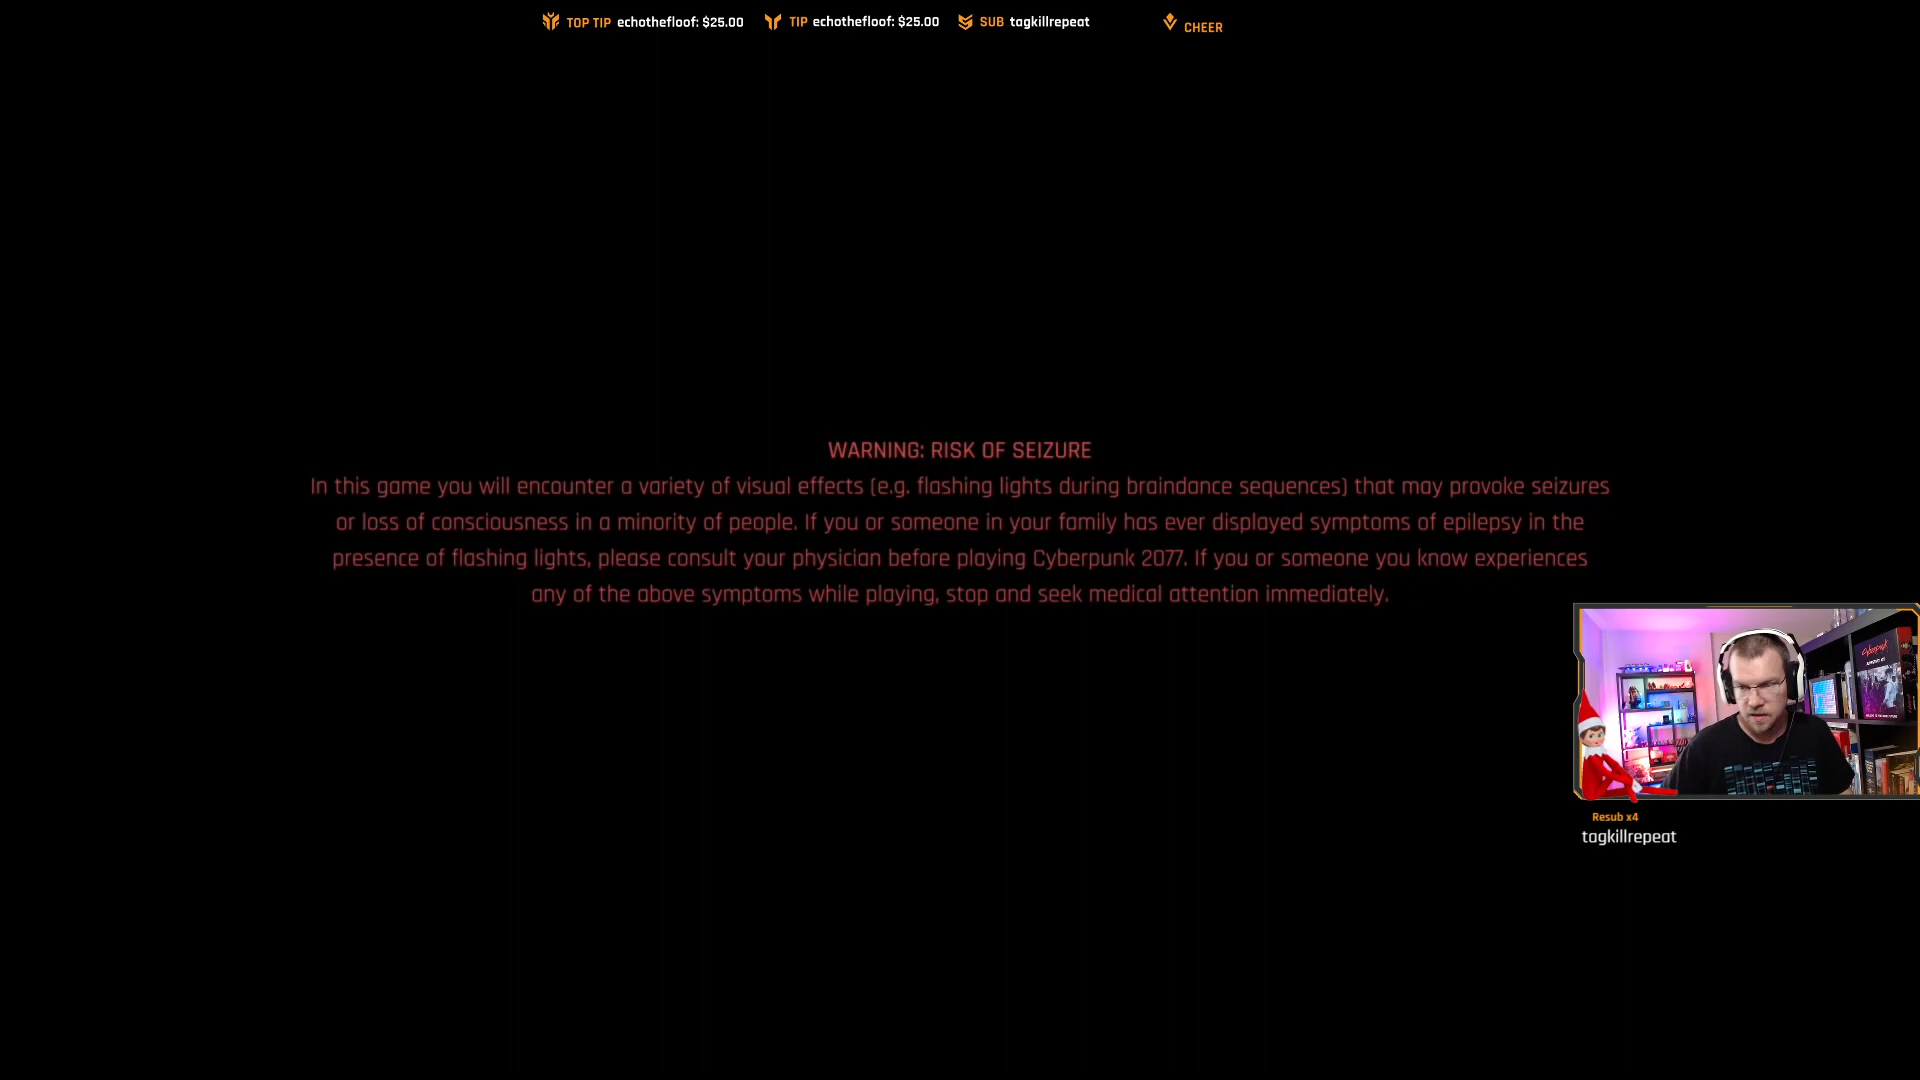 TOP TIP echothefloof: $25.00 TIP echothefloof: $25.00 SUB tagkillrepeat CHEER
WARNING: RISK OF SEIZURE
In this game you will encounter a variety of visual effects (e.g. flashing lights during braindance sequences) that may provoke seizures
or loss of consciousness in a minority of people. If you or someone in your family has ever displayed symptoms of epilepsy in the
presence of flashing lights, please consult your physician before playing Cyberpunk 2077. If you or someone you know experiences
any of the above symptoms while playing, stop and seek medical attention immediately.
Cyberpunk
Resub x4
tagkillrepeat